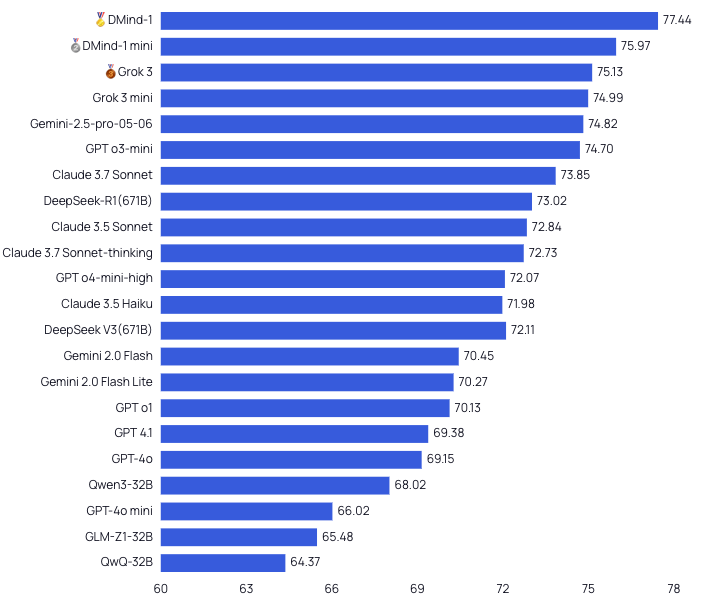 🥇DMind-1 77.44
🥈DMind-1 mini 75.97
🥉Grok 3 75.13
Grok 3 mini 74.99
Gemini-2.5-pro-05-06 74.82
GPT o3-mini 74.70
Claude 3.7 Sonnet 73.85
DeepSeek-R1(671B) 73.02
Claude 3.5 Sonnet 72.84
Claude 3.7 Sonnet-thinking 72.73
GPT o4-mini-high 72.07
Claude 3.5 Haiku 71.98
DeepSeek V3(671B) 72.11
Gemini 2.0 Flash 70.45
Gemini 2.0 Flash Lite 70.27
GPT o1 70.13
GPT 4.1 69.38
GPT-4o 69.15
Qwen3-32B 68.02
GPT-4o mini 66.02
GLM-Z1-32B 65.48
QwQ-32B 64.37
60 63 66 69 72 75 78